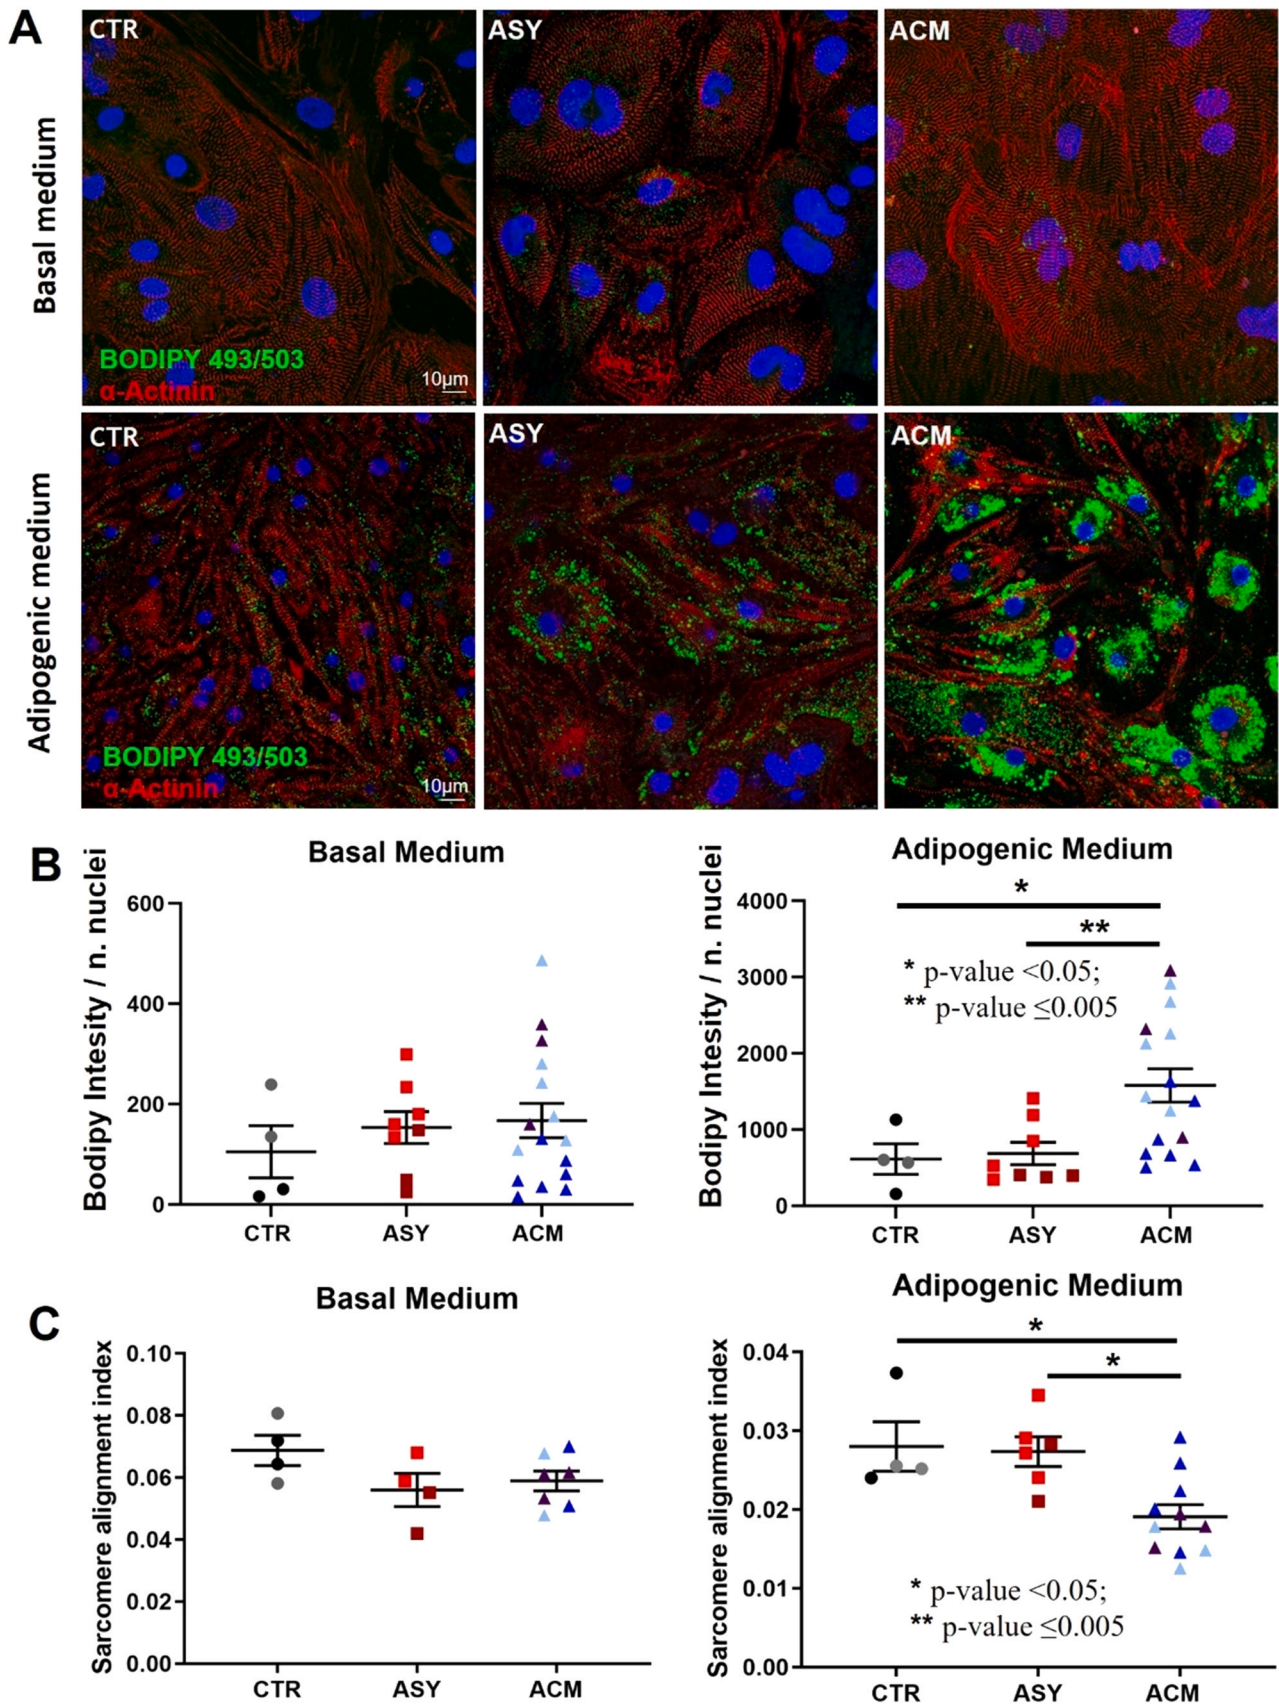 A
CTR
ASY
ACM
Basal medium
BODIPY 493/503
α-Actinin
10µm
CTR
ASY
ACM
Adipogenic medium
BODIPY 493/503
α-Actinin
10µm
B
Basal Medium
Bodipy Intesity / n. nuclei
600
400
200
0
CTR
ASY
ACM
Adipogenic Medium
Bodipy Intesity / n. nuclei
4000
3000
2000
1000
0
*
**
* p-value <0.05;
** p-value ≤0.005
CTR
ASY
ACM
C
Basal Medium
Sarcomere alignment index
0.10
0.08
0.06
0.04
0.02
0.00
CTR
ASY
ACM
Adipogenic Medium
Sarcomere alignment index
0.04
0.03
0.02
0.01
0.00
*
*
* p-value <0.05;
** p-value ≤0.005
CTR
ASY
ACM